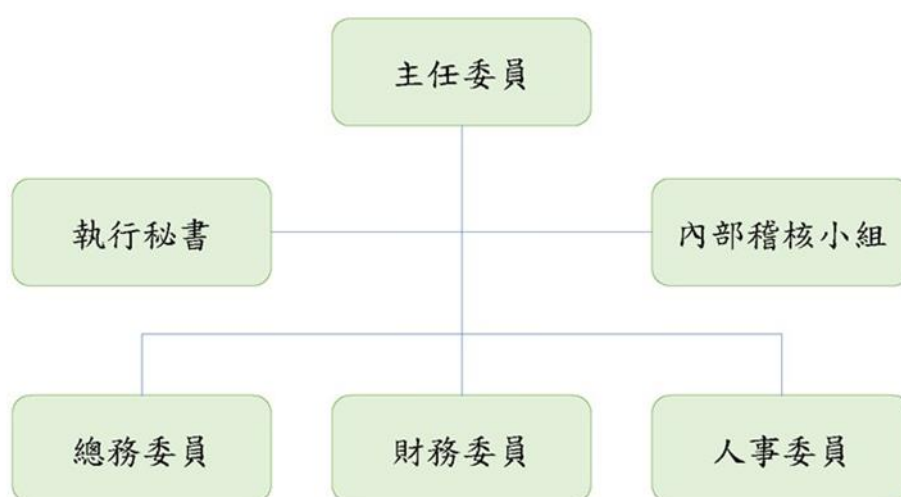 主任委員
執行秘書
內部稽核小組
總務委員
財務委員
人事委員